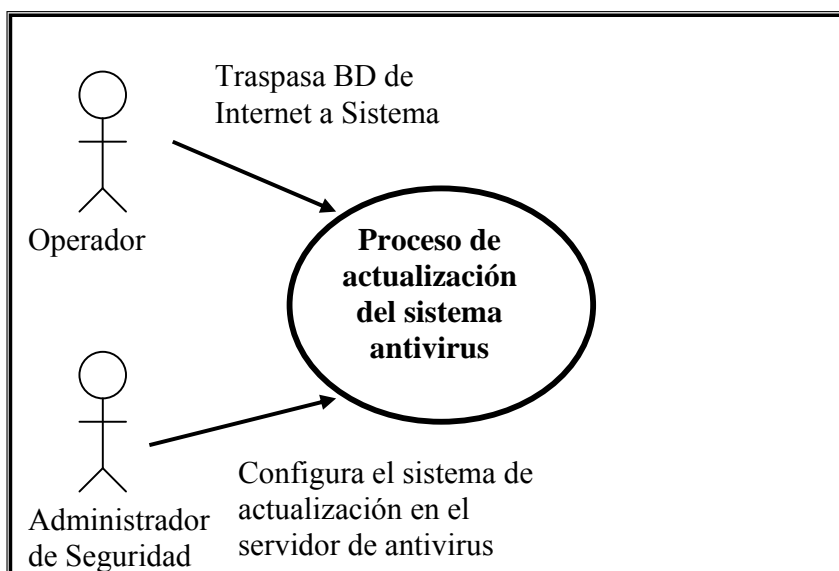 Traspasa BD de
Internet a Sistema
Operador
Proceso de
actualización
del sistema
antivirus
Configura el sistema de
actualización en el
servidor de antivirus
Administrador
de Seguridad